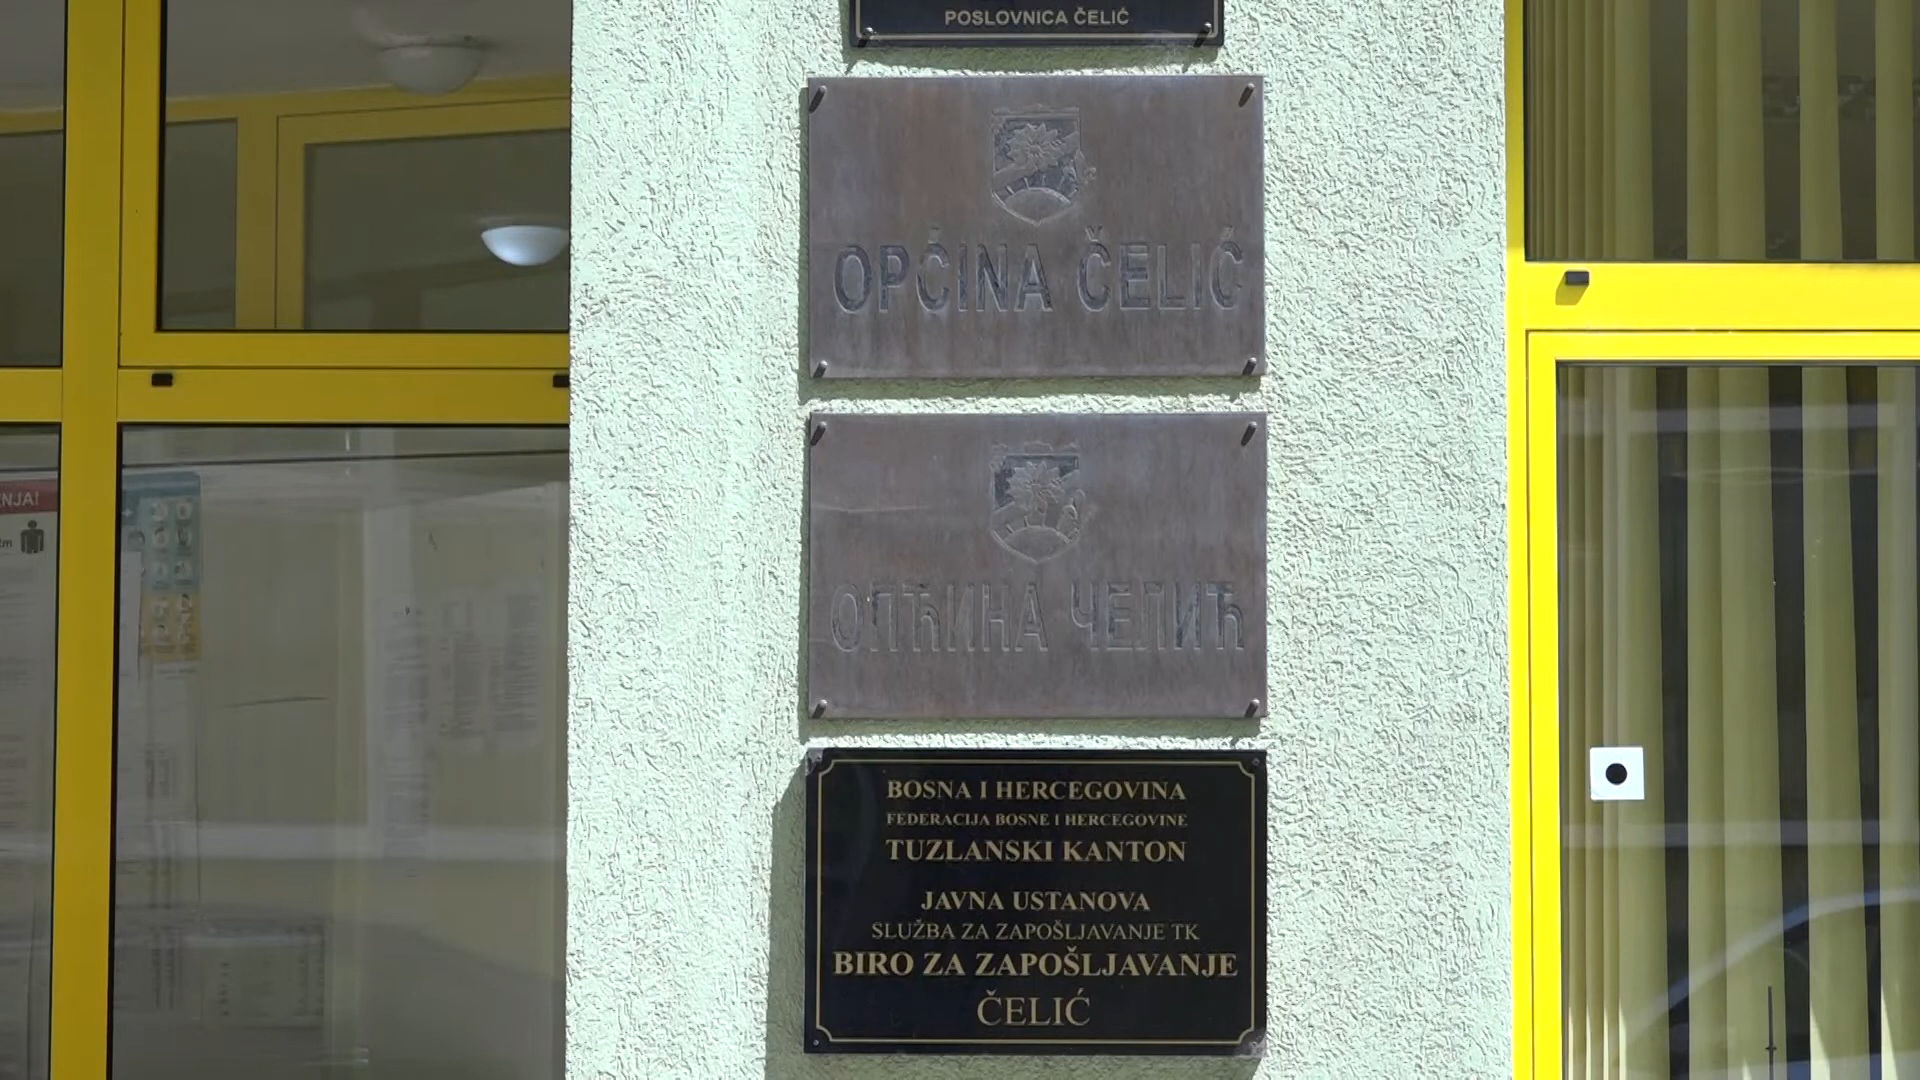 POSLOVNICA ČELIĆ
OPĆINA ČELIĆ
ОПЋИНА ЧЕЛИЋ
BOSNA I HERCEGOVINA
FEDERACIJA BOSNE I HERCEGOVINE
TUZLANSKI KANTON
JAVNA USTANOVA
SLUŽBA ZA ZAPOŠLJAVANJE TK
BIRO ZA ZAPOŠLJAVANJE
ČELIĆ